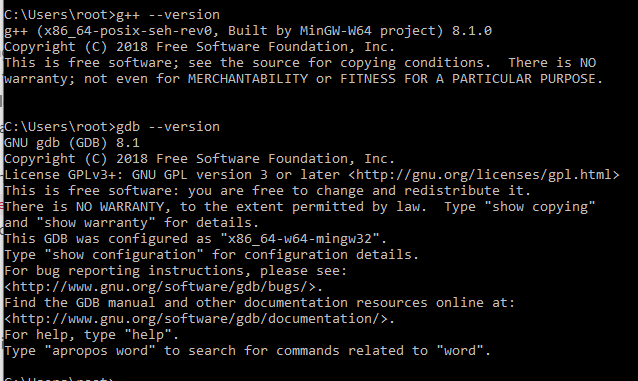 C:\Users\root>g++ --version
g++ (x86_64-posix-seh-rev0, Built by MinGW-W64 project) 8.1.0
Copyright (C) 2018 Free Software Foundation, Inc.
This is free software; see the source for copying conditions.  There is NO
warranty; not even for MERCHANTABILITY or FITNESS FOR A PARTICULAR PURPOSE.
C:\Users\root>gdb --version
GNU gdb (GDB) 8.1
Copyright (C) 2018 Free Software Foundation, Inc.
License GPLv3+: GNU GPL version 3 or later <http://gnu.org/licenses/gpl.html>
This is free software: you are free to change and redistribute it.
There is NO WARRANTY, to the extent permitted by law.  Type "show copying"
and "show warranty" for details.
This GDB was configured as "x86_64-w64-mingw32".
Type "show configuration" for configuration details.
For bug reporting instructions, please see:
<http://www.gnu.org/software/gdb/bugs/>.
Find the GDB manual and other documentation resources online at:
<http://www.gnu.org/software/gdb/documentation/>.
For help, type "help".
Type "apropos word" to search for commands related to "word".
C:\Users\root>